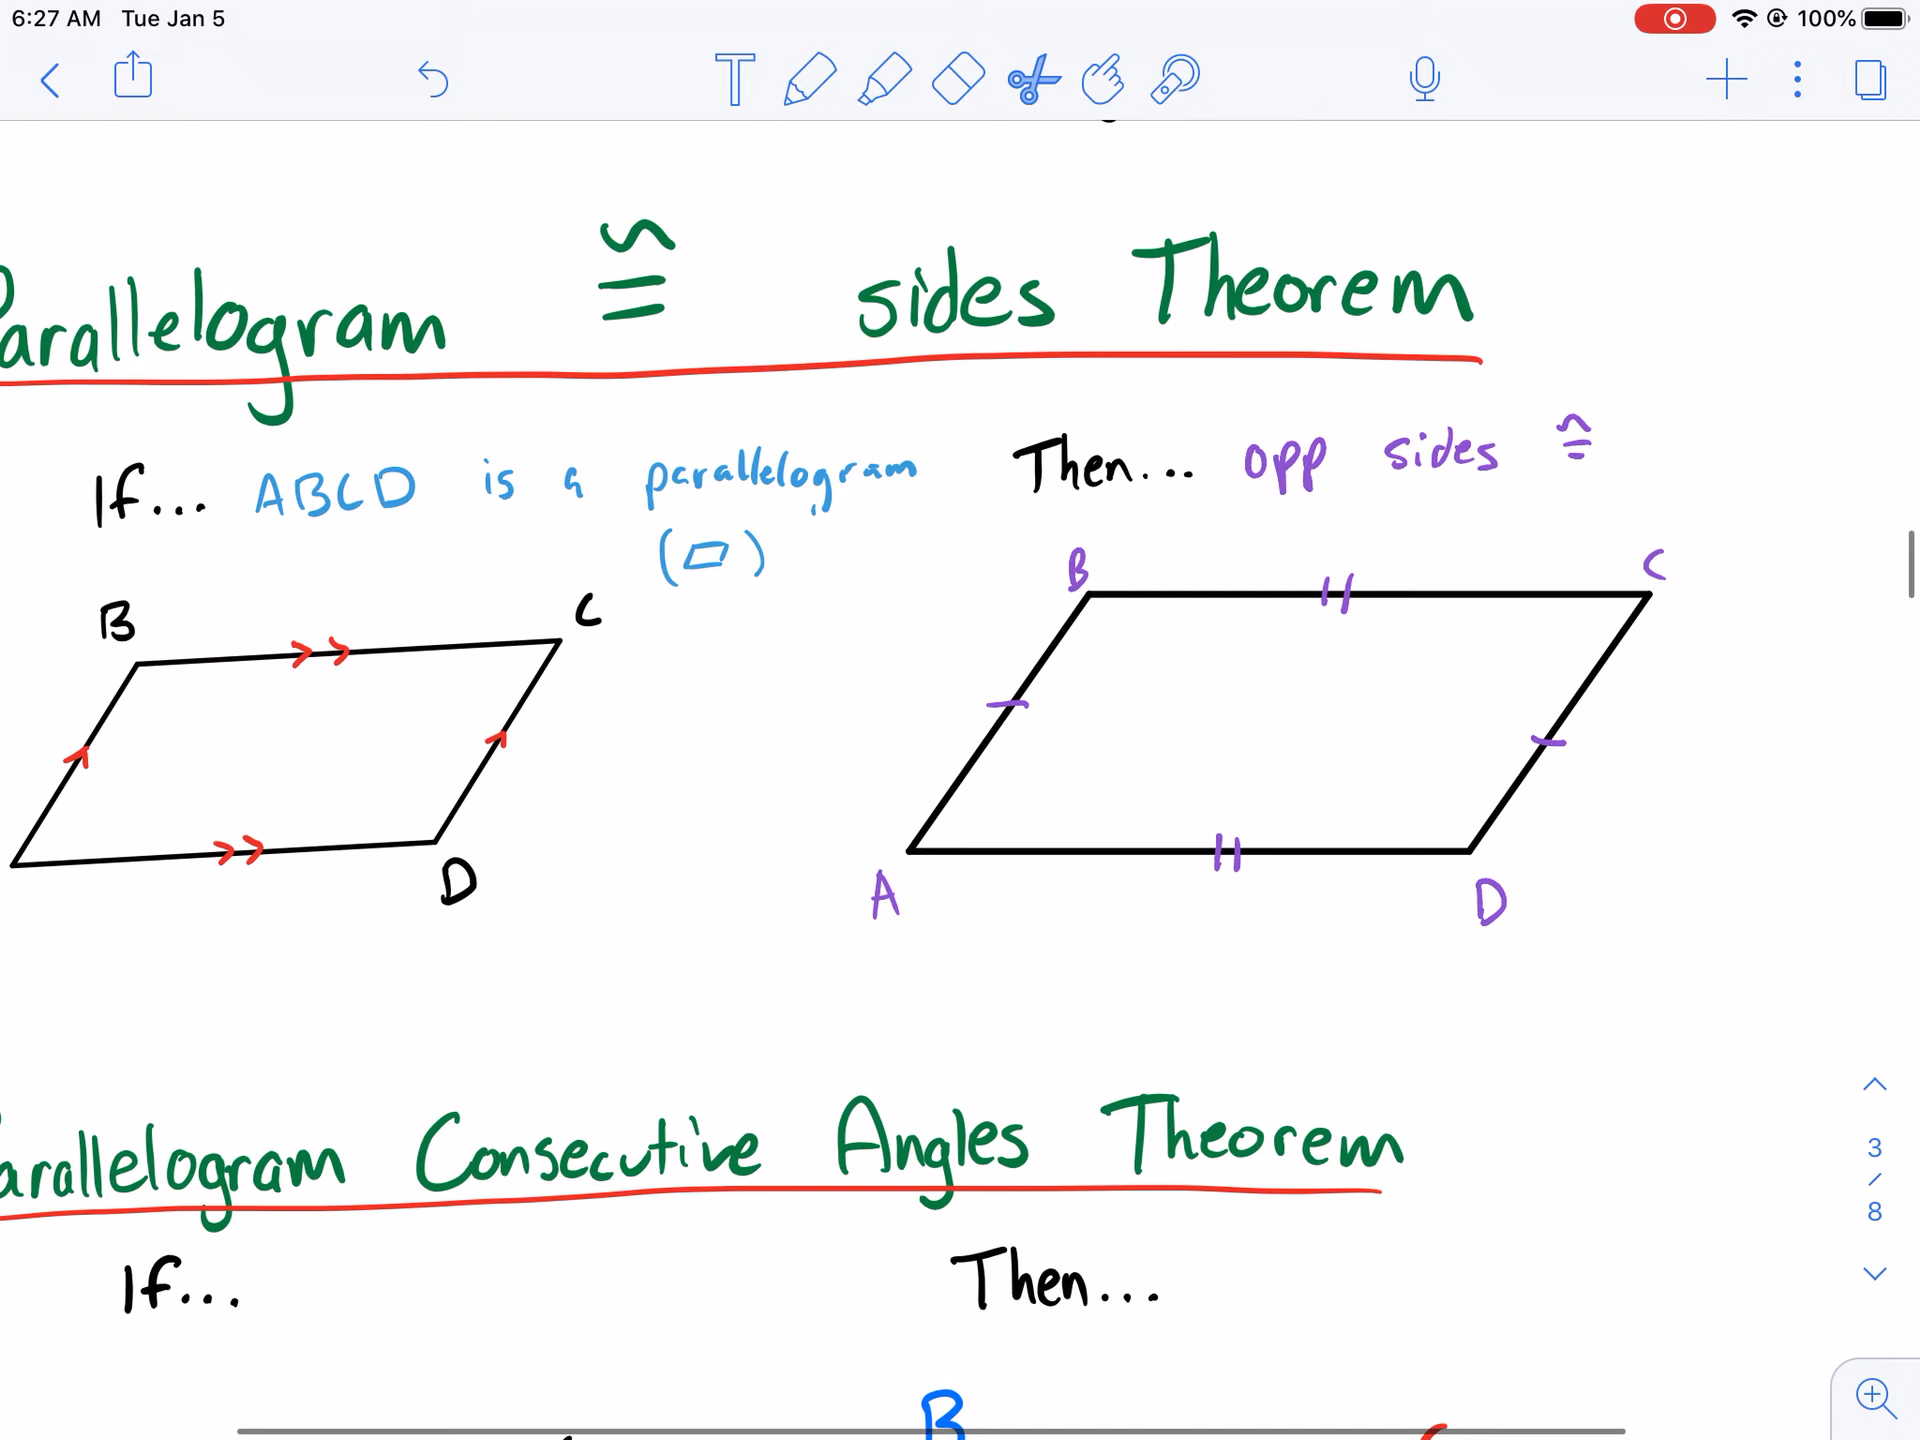 6:27 AM Tue Jan 5 100%
Parallelogram ≅ sides Theorem
If... ABCD is a parallelogram Then... opp sides ≅
(▱)
B C B C
D A D
Parallelogram Consecutive Angles Theorem
If... Then...
3
/
8
B